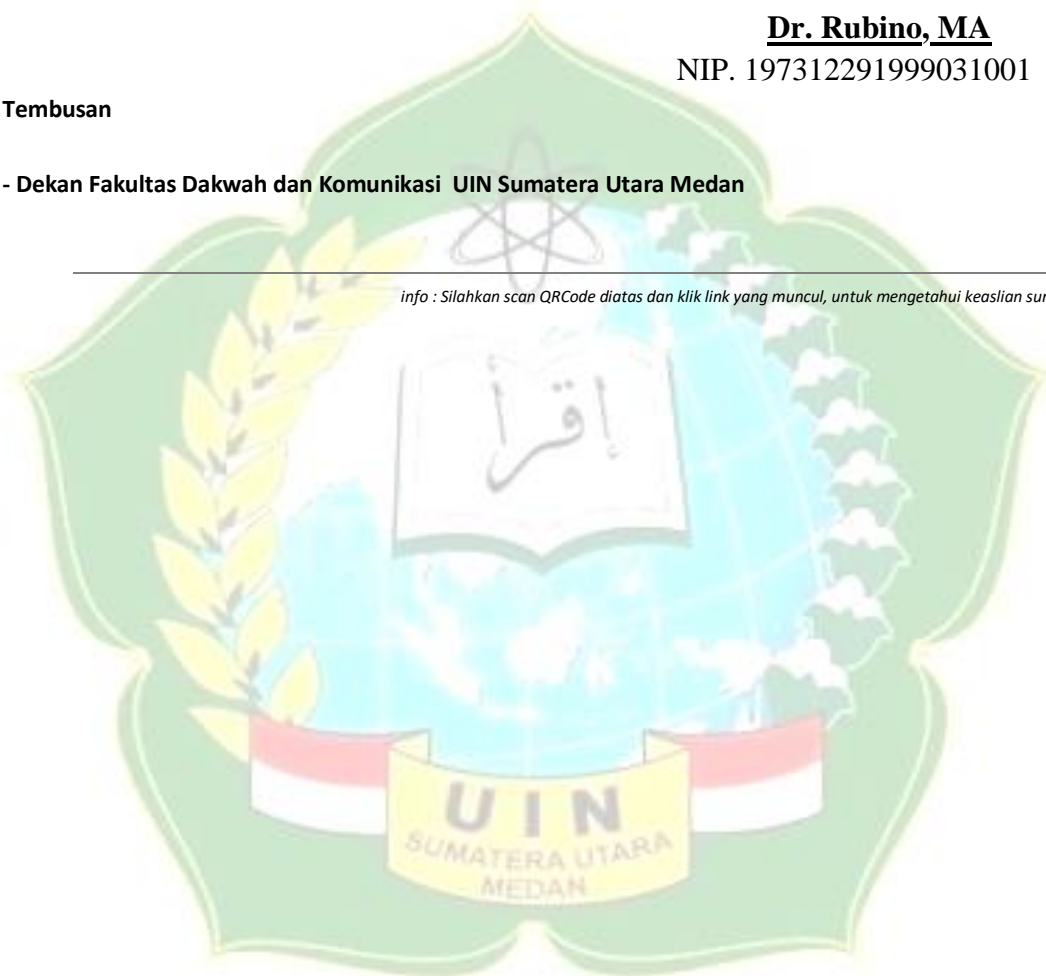 Dr. Rubino, MA
NIP. 197312291999031001
Tembusan
- Dekan Fakultas Dakwah dan Komunikasi UIN Sumatera Utara Medan
info : Silahkan scan QRCode diatas dan klik link yang muncul, untuk mengetahui keaslian
إقرأ
UIN
SUMATERA UTARA
MEDAN